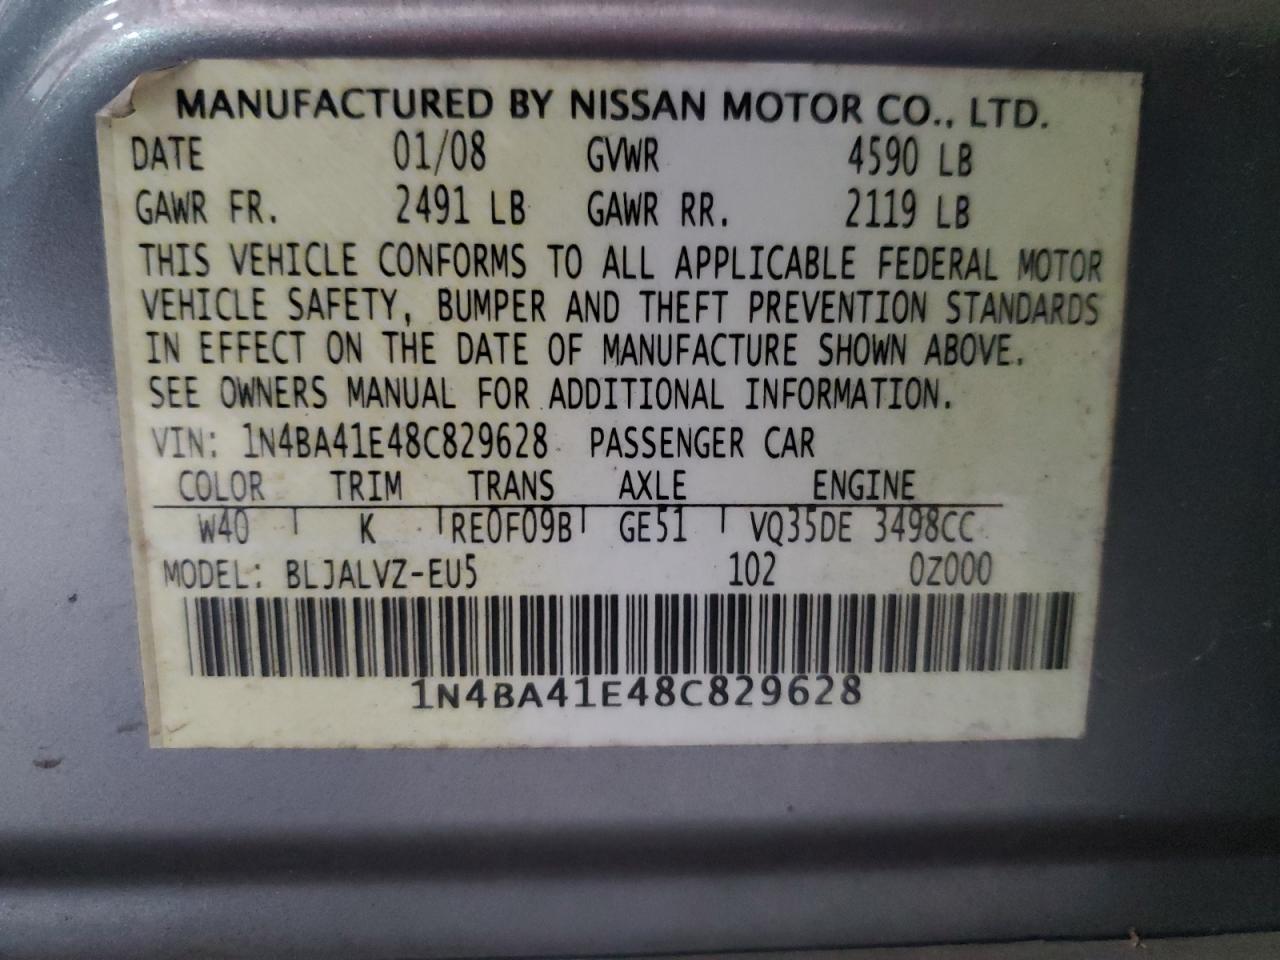 MANUFACTURED BY NISSAN MOTOR CO., LTD.
DATE 01/08 GVWR 4590 LB
GAWR FR. 2491 LB GAWR RR. 2119 LB
THIS VEHICLE CONFORMS TO ALL APPLICABLE FEDERAL MOTOR
VEHICLE SAFETY, BUMPER AND THEFT PREVENTION STANDARDS
IN EFFECT ON THE DATE OF MANUFACTURE SHOWN ABOVE.
SEE OWNERS MANUAL FOR ADDITIONAL INFORMATION.
VIN: 1N4BA41E48C829628 PASSENGER CAR
COLOR TRIM TRANS AXLE ENGINE
W40 K RE0F09B GE51 VQ35DE 3498CC
MODEL: BLJALVZ-EU5 102 0Z000
1N4BA41E48C829628